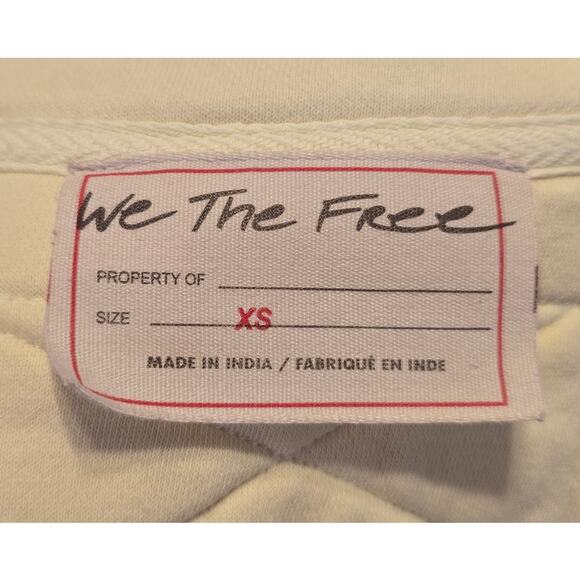 We The Free
PROPERTY OF
SIZE XS
MADE IN INDIA / FABRIQUÉ EN INDE